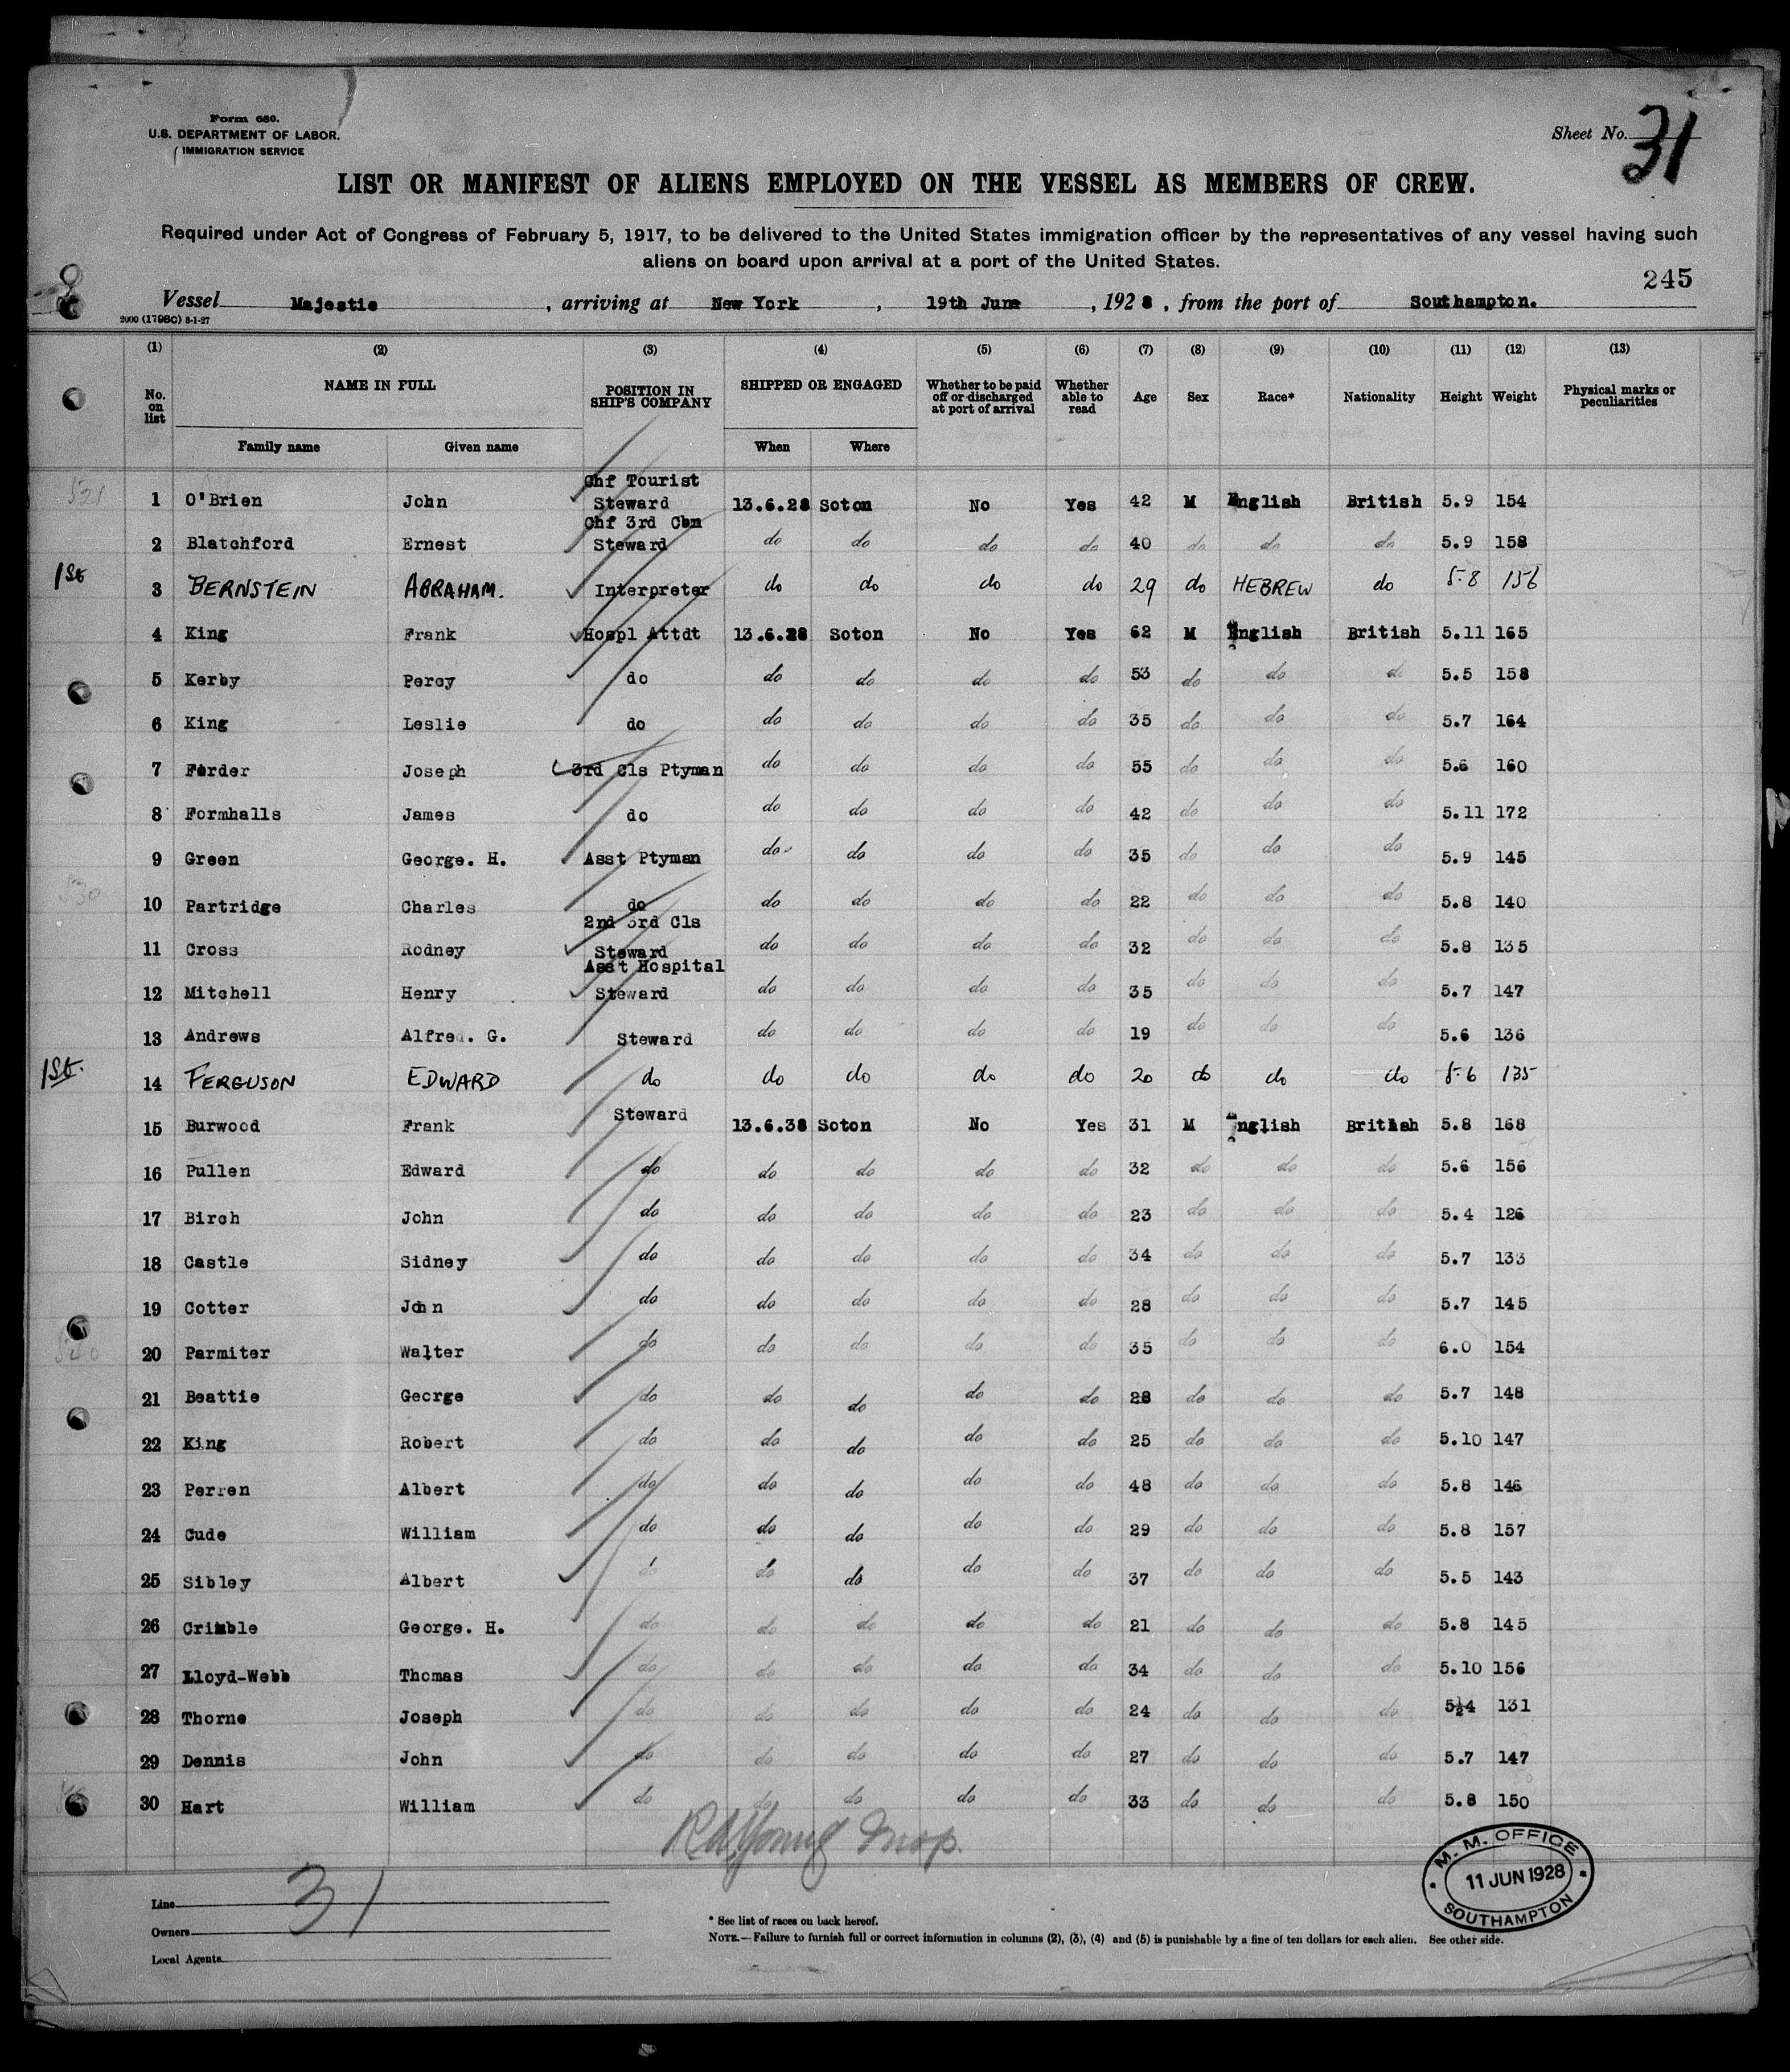 Form 680.
U.S. DEPARTMENT OF LABOR.
IMMIGRATION SERVICE
Sheet No. 31
LIST OR MANIFEST OF ALIENS EMPLOYED ON THE VESSEL AS MEMBERS OF CREW.
Required under Act of Congress of February 5, 1917, to be delivered to the United States immigration officer by the representatives of any vessel having such
aliens on board upon arrival at a port of the United States.
245
Vessel Majestic, arriving at New York, 19th June, 1928, from the port of Southampton.
2000 (1798C) 3-1-27
(1) (2) (3) (4) (5) (6) (7) (8) (9) (10) (11) (12) (13)
No. on list NAME IN FULL POSITION IN SHIP'S COMPANY SHIPPED OR ENGAGED Whether to be paid off or discharged at port of arrival Whether able to read Age Sex Race* Nationality Height Weight Physical marks or peculiarities
Family name Given name When Where
1 O'Brien John Chf Tourist Steward 13.6.28 Soton No Yes 42 M English British 5.9 154
2 Blatchford Ernest Chf 3rd Cbn Steward do do do do 40 do do do 5.9 158
1st 3 BERNSTEIN ABRAHAM. Interpreter do do do do 29 do HEBREW do 5.8 156
4 King Frank Hospl Attdt 13.6.28 Soton No Yes 62 M English British 5.11 165
5 Kerby Percy do do do do do 53 do do do 5.5 158
6 King Leslie do do do do do 35 do do do 5.7 164
7 Forder Joseph 3rd Cls Ptyman do do do do 55 do do do 5.6 160
8 Formhalls James do do do do do 42 do do do 5.11 172
9 Green George. H. Asst Ptyman do do do do 35 do do do 5.9 145
530
10 Partridge Charles do do do do do 22 do do do 5.8 140
11 Cross Rodney 2nd 3rd Cls Steward do do do do 32 do do do 5.8 135
12 Mitchell Henry Asst Hospital Steward do do do do 35 do do do 5.7 147
13 Andrews Alfred. G. Steward do do do do 19 do do do 5.6 136
1st. 14 FERGUSON EDWARD do do do do do 20 do do do 5.6 135
15 Burwood Frank Steward 13.6.38 Soton No Yes 31 M English British 5.8 168
16 Pullen Edward do do do do do 32 do do do 5.6 156
17 Birch John do do do do do 23 do do do 5.4 126
18 Castle Sidney do do do do do 34 do do do 5.7 133
19 Cotter John do do do do do 28 do do do 5.7 145
20 Parmiter Walter do do do do do 35 do do do 6.0 154
21 Beattie George do do do do do 28 do do do 5.7 148
22 King Robert do do do do do 25 do do do 5.10 147
23 Perren Albert do do do do do 48 do do do 5.8 146
24 Cude William do do do do do 29 do do do 5.8 157
25 Sibley Albert do do do do do 37 do do do 5.5 143
26 Crimble George. H. do do do do do 21 do do do 5.8 145
27 Lloyd-Webb Thomas do do do do do 34 do do do 5.10 156
28 Thorne Joseph do do do do do 24 do do do 5½4 131
29 Dennis John do do do do do 27 do do do 5.7 147
30 Hart William do do do do do 33 do do do 5.8 150
Young Insp.
M. M. OFFICE
11 JUN 1928
SOUTHAMPTON
31
Line
Owners
Local Agents
* See list of races on back hereof.
NOTE.—Failure to furnish full or correct information in columns (2), (3), (4) and (5) is punishable by a fine of ten dollars for each alien. See other side.